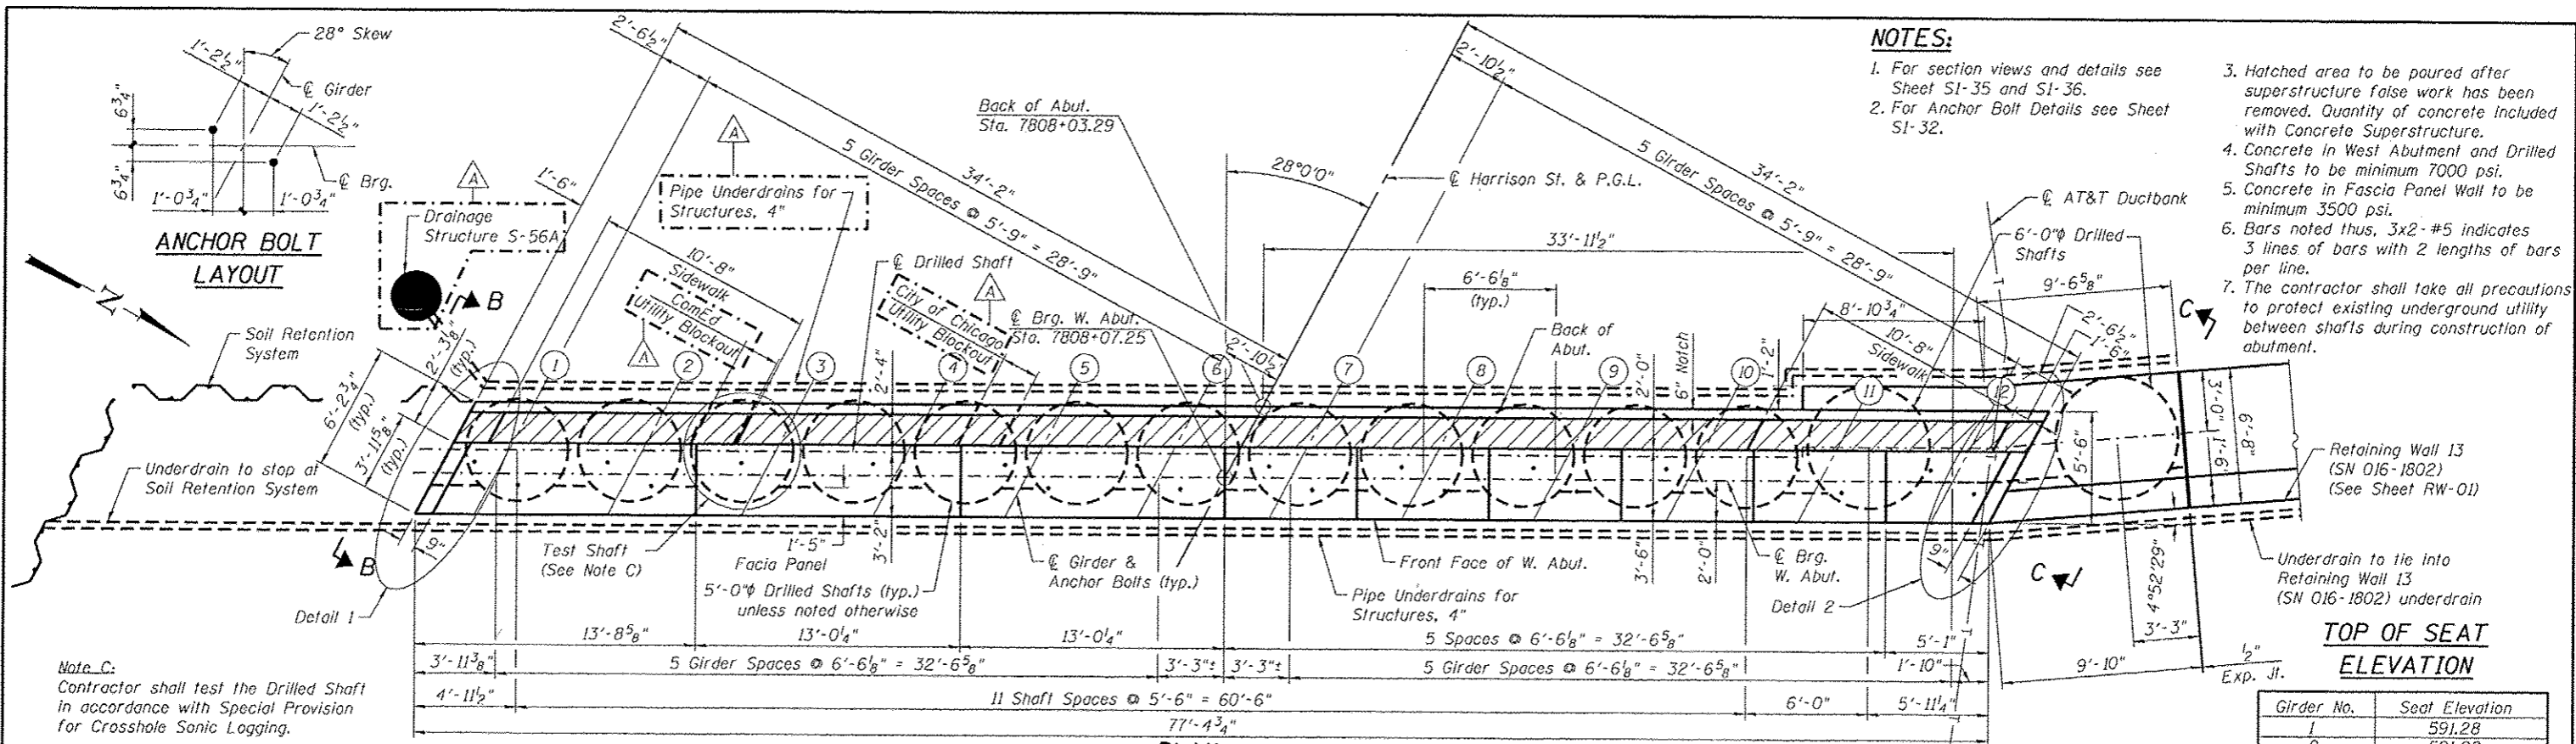 28° Skew
1'-2½"
℄ Girder
1'-2½"
6¾"
6¾"
℄ Brg.
1'-0¾"
1'-0¾"
ANCHOR BOLT
LAYOUT
N
A
Drainage
Structure S-56A
B
Soil Retention
System
6'-2¾"
(typ.)
3'-11⅝"
(typ.)
2'-3⅛"
(typ.)
Underdrain to stop at
Soil Retention System
B
Detail 1
1"
9"
2'-6½"
1'-6"
A
Pipe Underdrains for
Structures, 4"
34'-2"
5 Girder Spaces @ 5'-9" = 28'-9"
10'-8"
Sidewalk
ComEd
Utility Blockout
A
℄ Drilled Shaft
City of Chicago
Utility Blockout
A
℄ Brg. W. Abut.
Sta. 7808+07.25
Back of Abut.
Sta. 7808+03.29
2'-10½"
28°0'0"
℄ Harrison St. & P.G.L.
2'-10½"
34'-2"
5 Girder Spaces @ 5'-9" = 28'-9"
33'-11½"
6'-6⅛"
(typ.)
Back of
Abut.
2'-4"
2'-0"
6" Notch
1'-2"
8'-10¾"
10'-8"
Sidewalk
℄ AT&T Ductbank
6'-0"ϕ Drilled
Shafts
9'-6⅝"
2'-6½"
1'-6"
C
1
2
3
4
5
6
7
8
9
10
11
12
5'-6"
3'-0"
1'-6"
6'-8"
Retaining Wall 13
(SN 016-1802)
(See Sheet RW-01)
Underdrain to tie into
Retaining Wall 13
(SN 016-1802) underdrain
Test Shaft
(See Note C)
1'-5"
Facia Panel
3'-2"
5'-0"ϕ Drilled Shafts (typ.)
unless noted otherwise
℄ Girder &
Anchor Bolts (typ.)
Front Face of W. Abut.
Pipe Underdrains for
Structures, 4"
3'-6"
2'-0"
℄ Brg.
W. Abut.
Detail 2
9"
C
4°52'29"
3'-3"
9'-10"
½"
Exp. Jt.
13'-8⅝"
13'-0¼"
13'-0¼"
5 Spaces @ 6'-6⅛" = 32'-6⅝"
5'-1"
3'-11⅜"
5 Girder Spaces @ 6'-6⅛" = 32'-6⅝"
3'-3"±
3'-3"±
5 Girder Spaces @ 6'-6⅛" = 32'-6⅝"
1'-10"
4'-11½"
11 Shaft Spaces @ 5'-6" = 60'-6"
6'-0"
5'-11¼"
77'-4¾"
Note C:
Contractor shall test the Drilled Shaft
in accordance with Special Provision
for Crosshole Sonic Logging.
NOTES:
1. For section views and details see
Sheet S1-35 and S1-36.
2. For Anchor Bolt Details see Sheet
S1-32.
3. Hatched area to be poured after
superstructure false work has been
removed. Quantity of concrete included
with Concrete Superstructure.
4. Concrete in West Abutment and Drilled
Shafts to be minimum 7000 psi.
5. Concrete in Fascia Panel Wall to be
minimum 3500 psi.
6. Bars noted thus, 3x2-#5 indicates
3 lines of bars with 2 lengths of bars
per line.
7. The contractor shall take all precautions
to protect existing underground utility
between shafts during construction of
abutment.
TOP OF SEAT
ELEVATION
Girder No. Seat Elevation
1 591.28